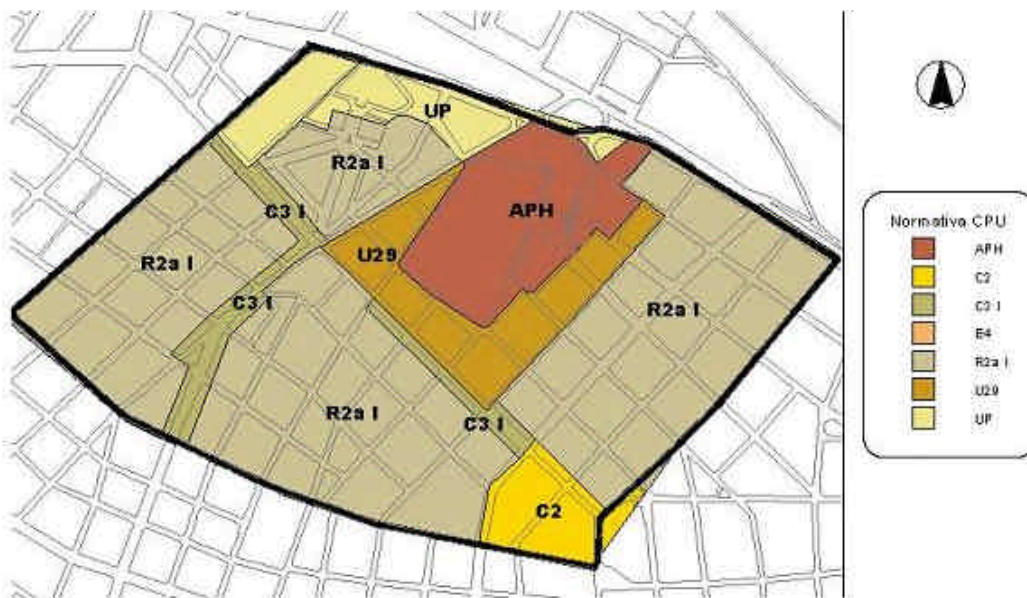 UP
R2a I
C3 I
APH
R2a I
U29
C3 I
R2a I
R2a I
C3 I
C2
Normativa CPU
APH
C2
C3 I
E4
R2a I
U29
UP